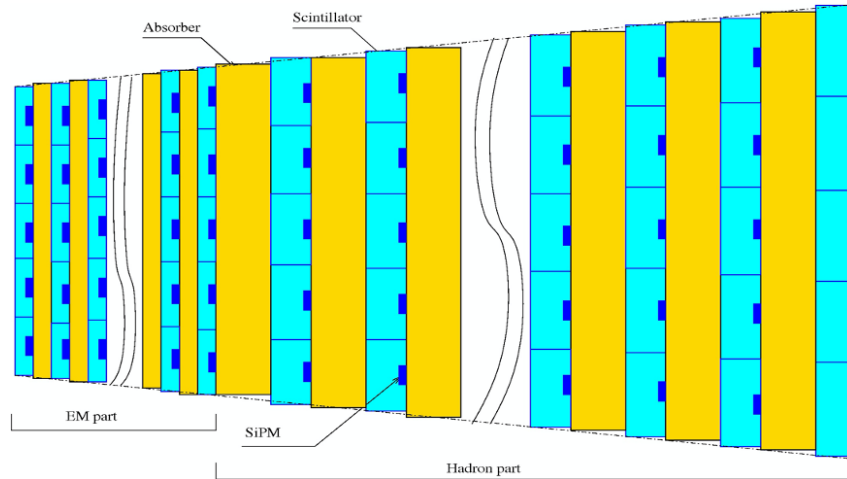 Absorber
Scintillator
EM part
SiPM
Hadron part